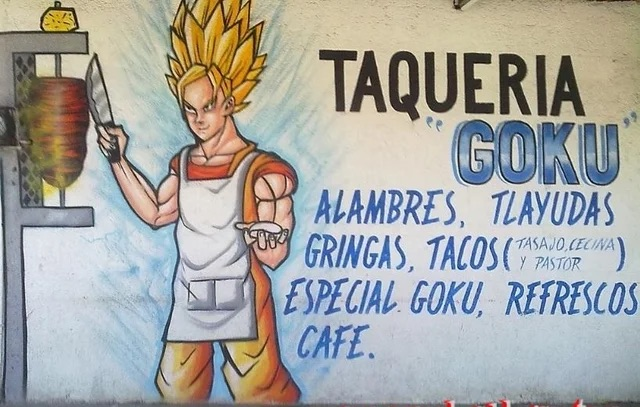 TAQUERIA
"GOKU"
ALAMBRES, TLAYUDAS
GRINGAS, TACOS (TASAJO, CECINA
Y PASTOR)
ESPECIAL GOKU, REFRESCOS
CAFE.